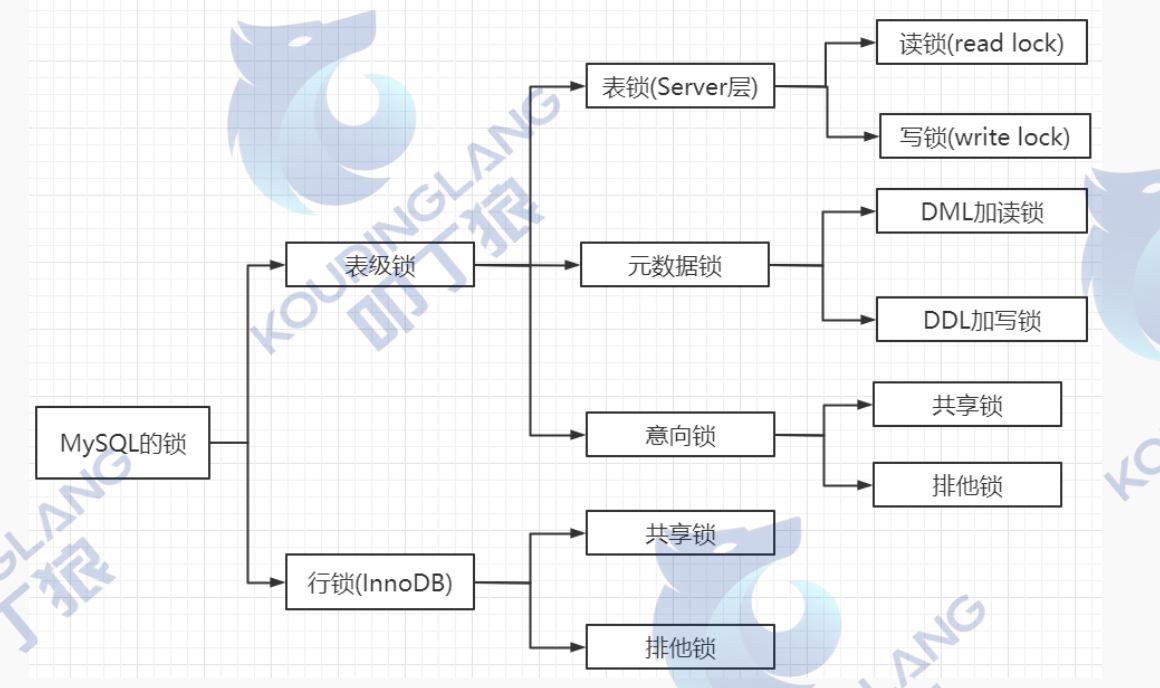 读锁(read lock)
表锁(Server层)
写锁(write lock)
DML加读锁
表级锁
元数据锁
DDL加写锁
共享锁
意向锁
MySQL的锁
排他锁
共享锁
行锁(InnoDB)
排他锁
KOUDINGLANG
叩丁狼
GLANG
丁狼
KO
ANG